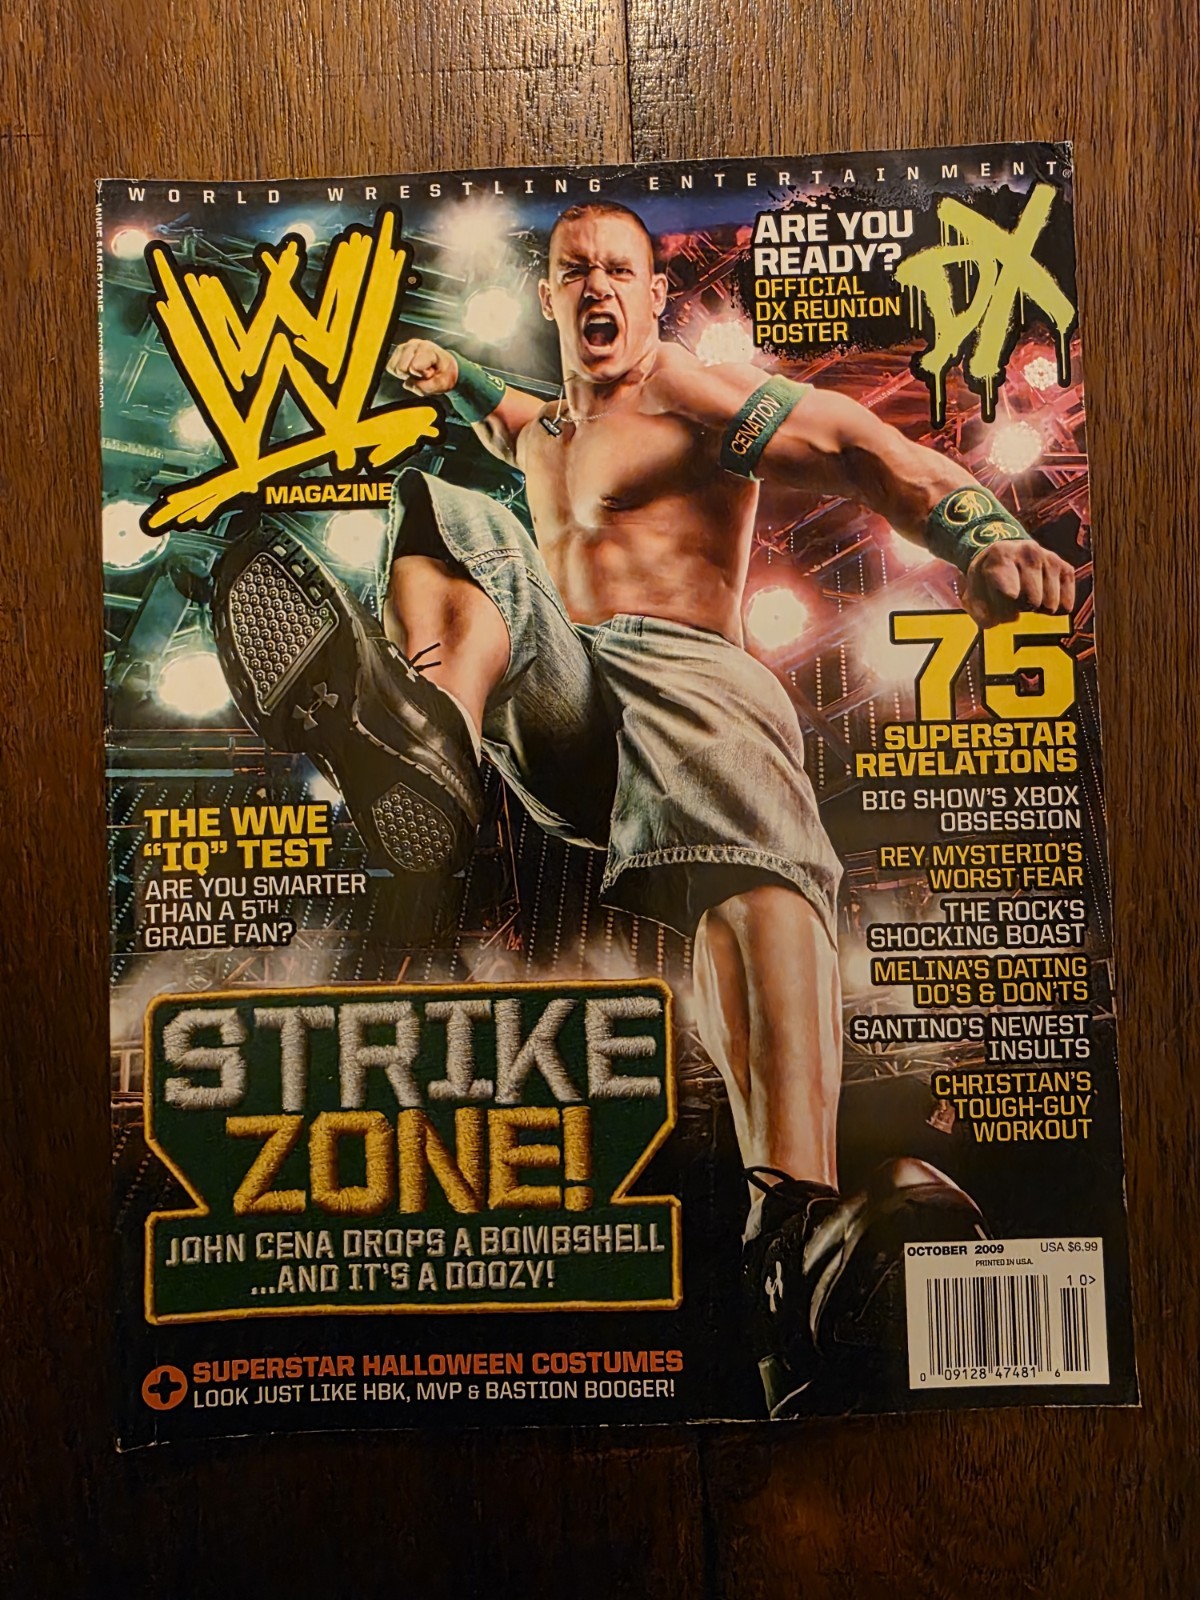 WORLD WRESTLING ENTERTAINMENT
WWE MAGAZINE OCTOBER 2009
W
MAGAZINE
ARE YOU
READY?
OFFICIAL
DX REUNION
POSTER
DX
CENATION
75
SUPERSTAR
REVELATIONS
BIG SHOW'S XBOX
OBSESSION
REY MYSTERIO'S
WORST FEAR
THE ROCK'S
SHOCKING BOAST
MELINA'S DATING
DO'S & DON'TS
SANTINO'S NEWEST
INSULTS
CHRISTIAN'S
TOUGH-GUY
WORKOUT
THE WWE
“IQ” TEST
ARE YOU SMARTER
THAN A 5TH
GRADE FAN?
STRIKE
ZONE!
JOHN CENA DROPS A BOMBSHELL
...AND IT'S A DOOZY!
SUPERSTAR HALLOWEEN COSTUMES
LOOK JUST LIKE HBK, MVP & BASTION BOOGER!
OCTOBER 2009 USA $6.99
PRINTED IN U.S.A.
10>
0 09128 47481 6